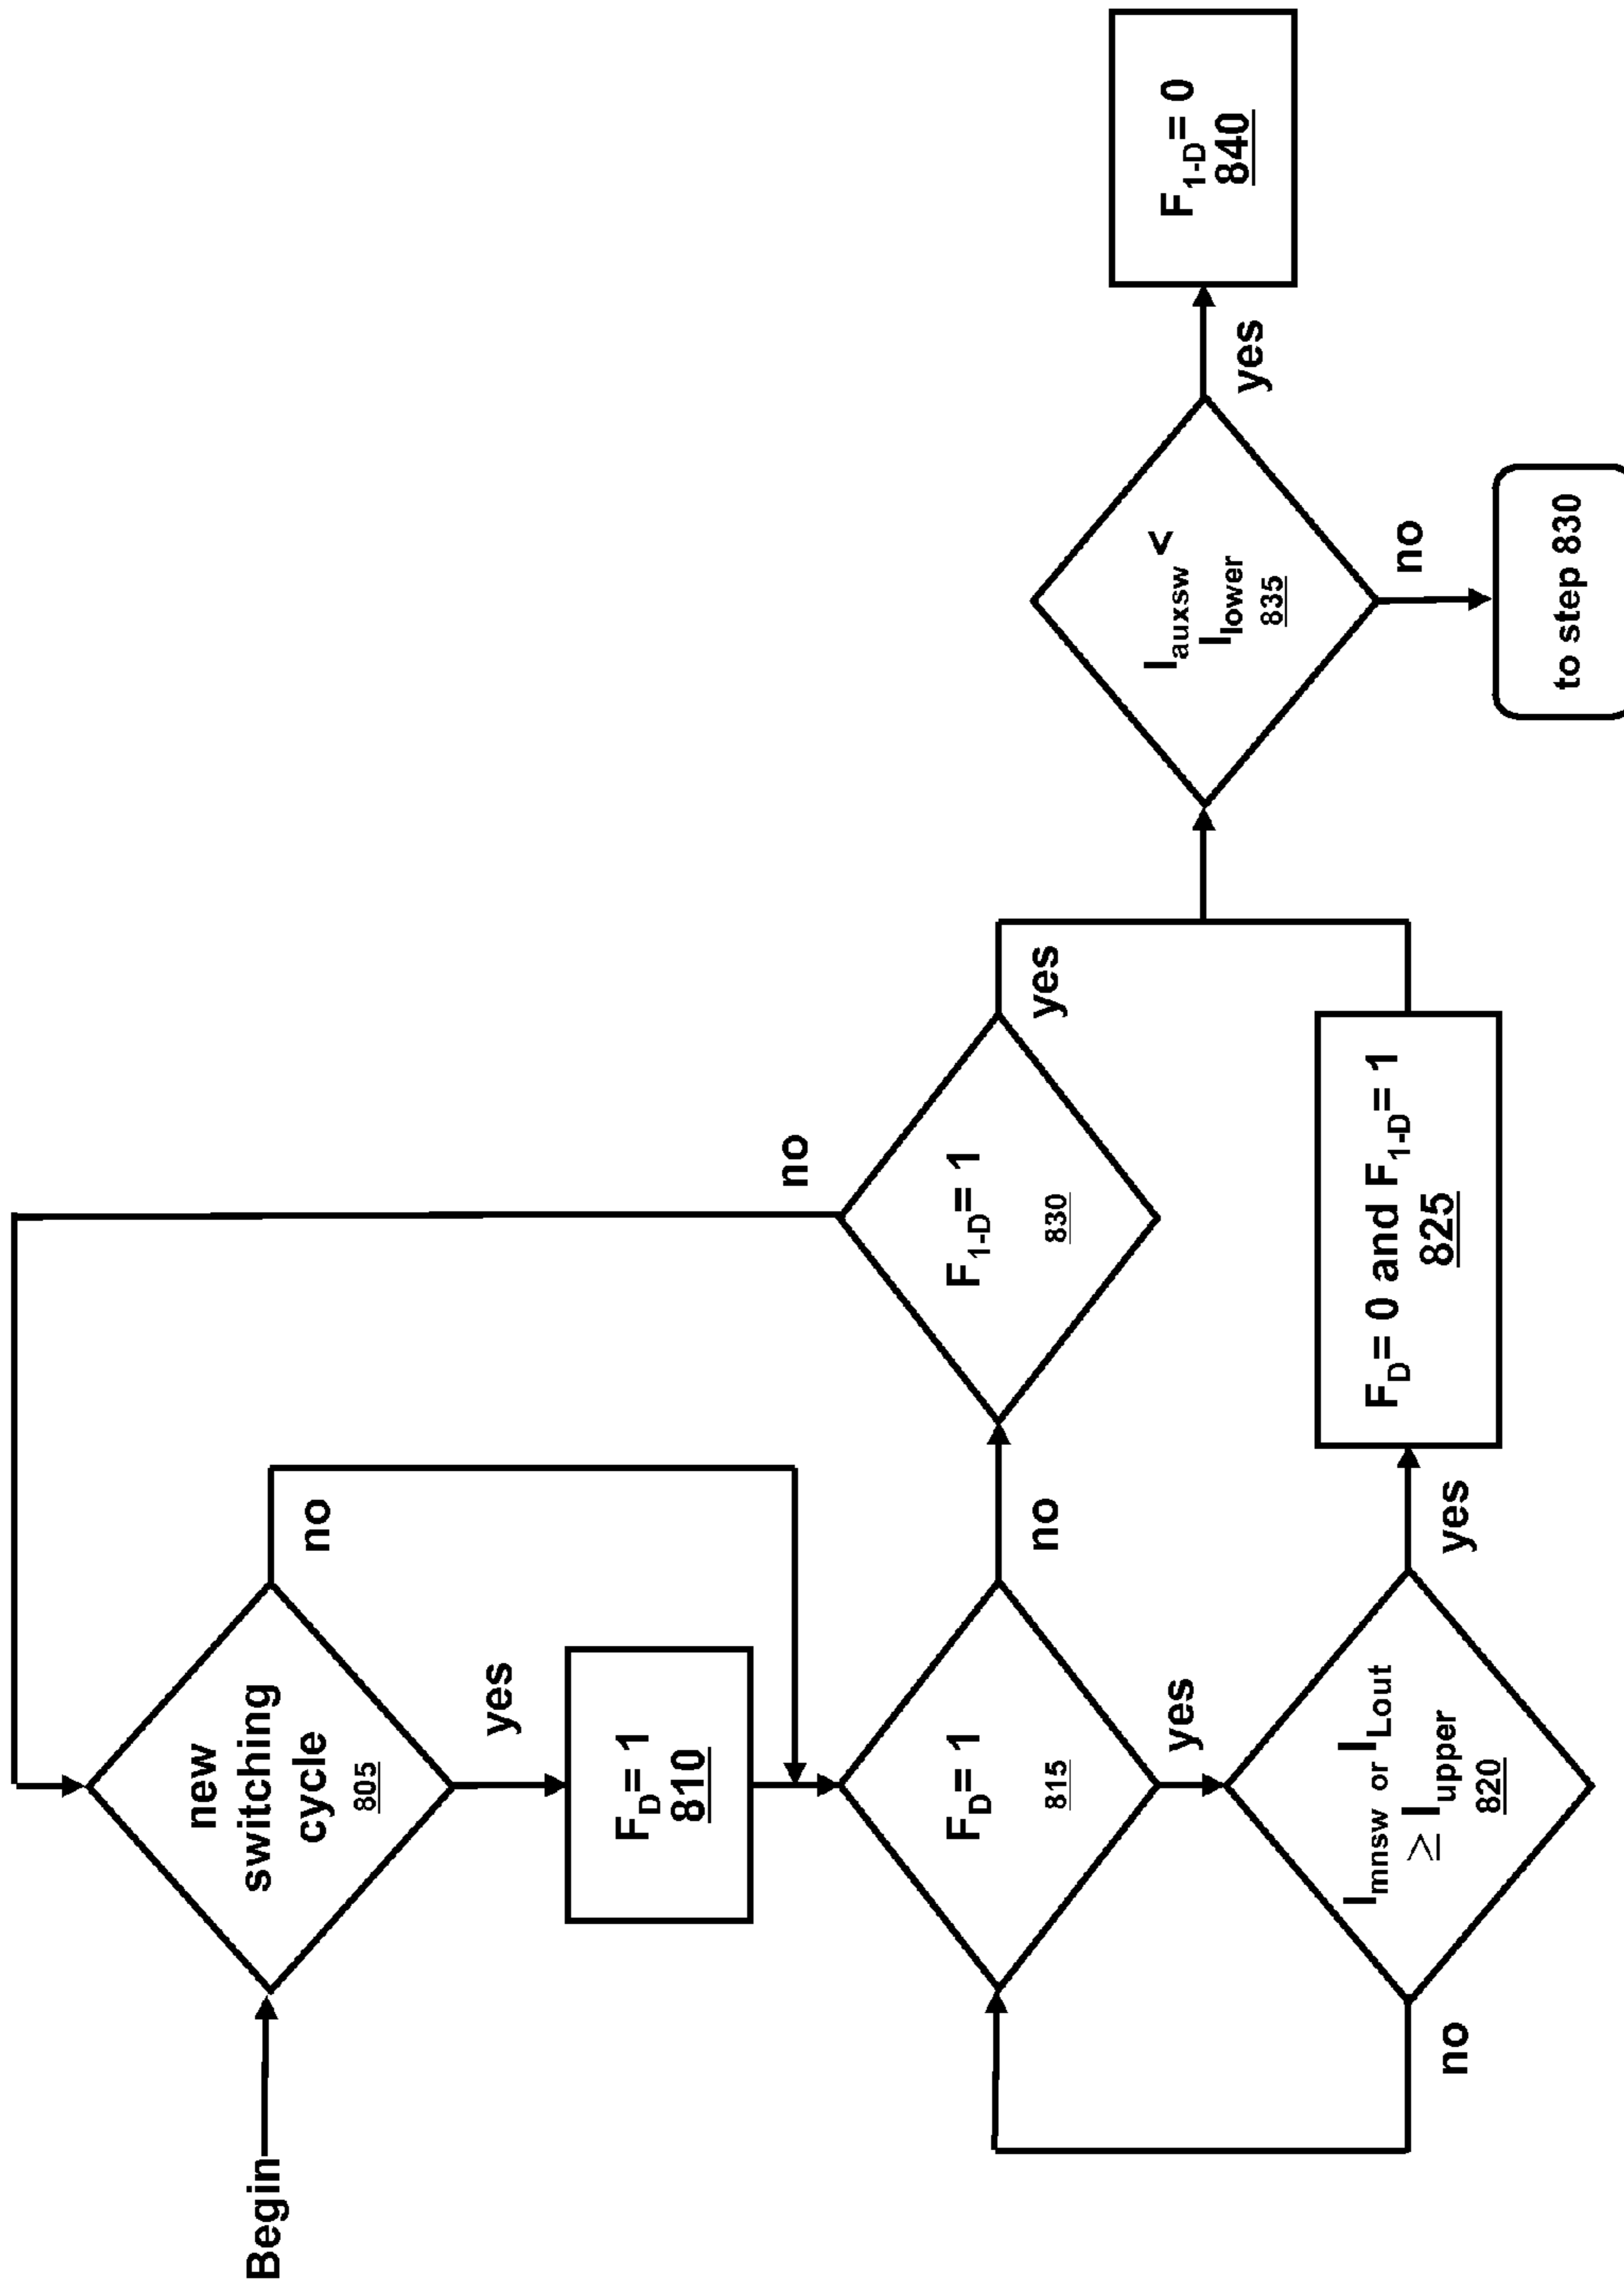 Begin
new
switching
cycle
805
no
yes
F_D = 1
810
F_D = 1
815
no
yes
I_mnsw or I_Lout
≥ I_upper
820
no
yes
F_D = 0 and F_1-D = 1
825
F_1-D = 1
830
no
yes
I_auxsw <
I_lower
835
yes
no
to step 830
F_1-D = 0
840